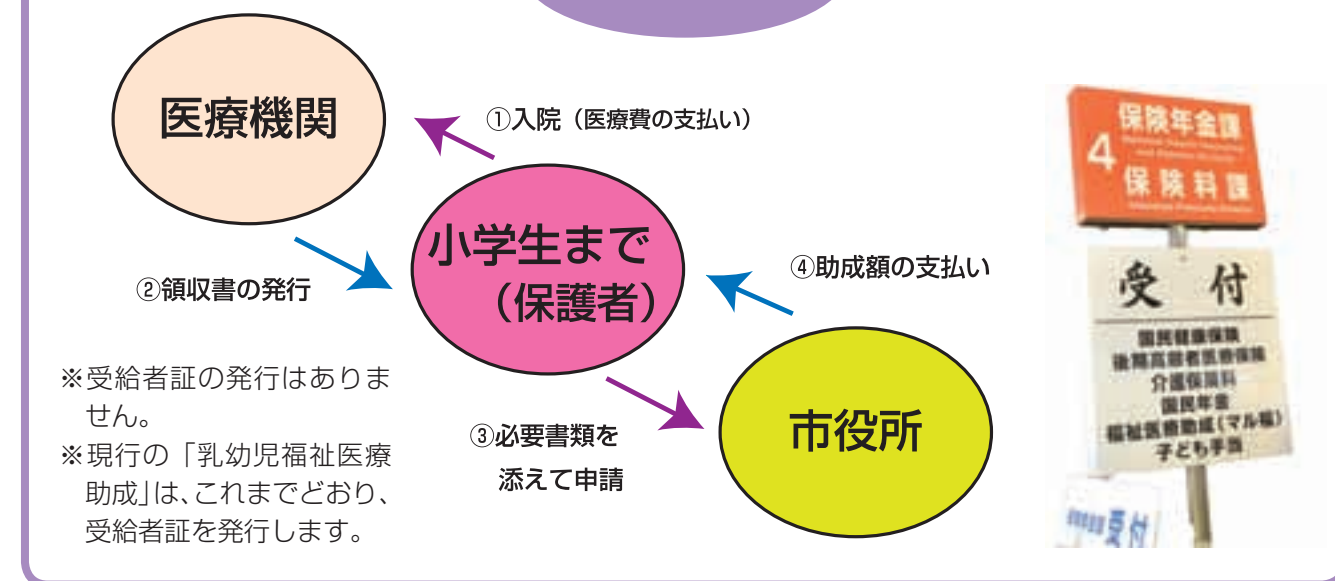 医療機関
①入院（医療費の支払い）
小学生まで
（保護者）
②領収書の発行
④助成額の支払い
※受給者証の発行はありま
せん。
※現行の「乳幼児福祉医療
助成」は、これまでどおり、
受給者証を発行します。
③必要書類を
添えて申請
市役所
保険年金課
4
保険料課
受付
国民健康保険
後期高齢者医療保険
介護保険料
国民年金
福祉医療助成(マル福)
子ども手当
受付